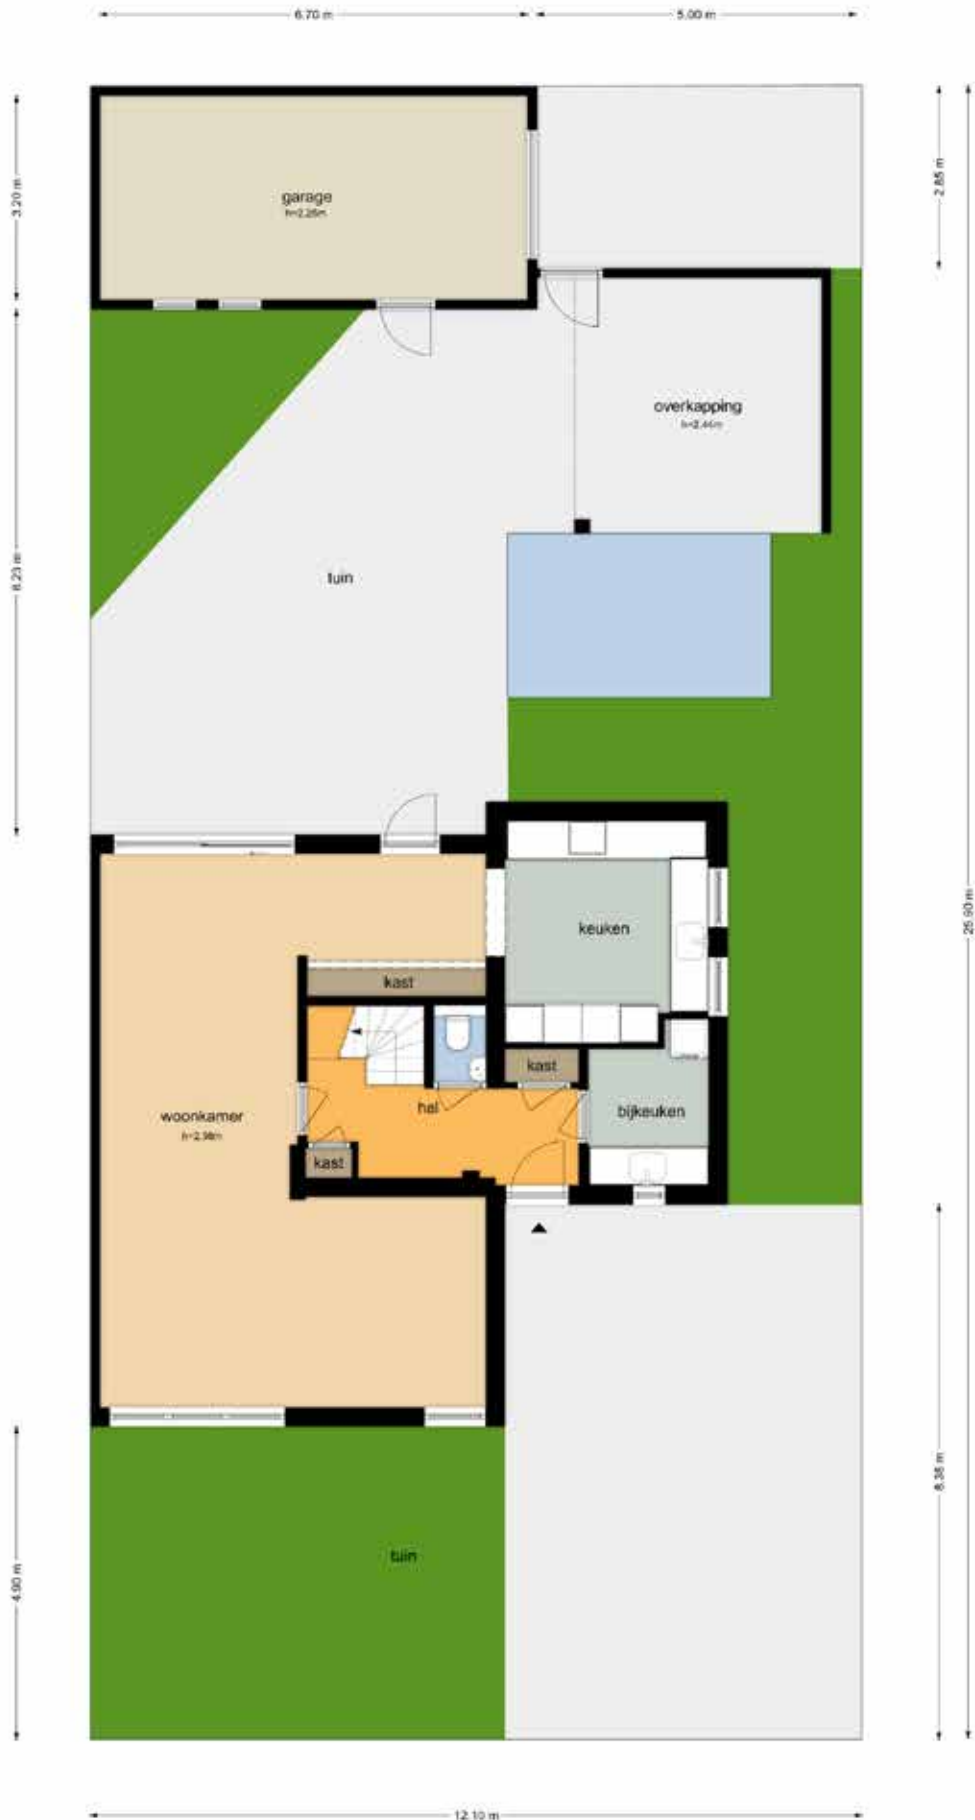 6.70 m
5.00 m
3.20 m
2.85 m
garage
h=2.26m
overkapping
h=2.44m
8.23 m
tuin
25.90 m
keuken
kast
kast
hal
bijkeuken
woonkamer
h=2.98m
kast
8.38 m
tuin
4.90 m
12.10 m